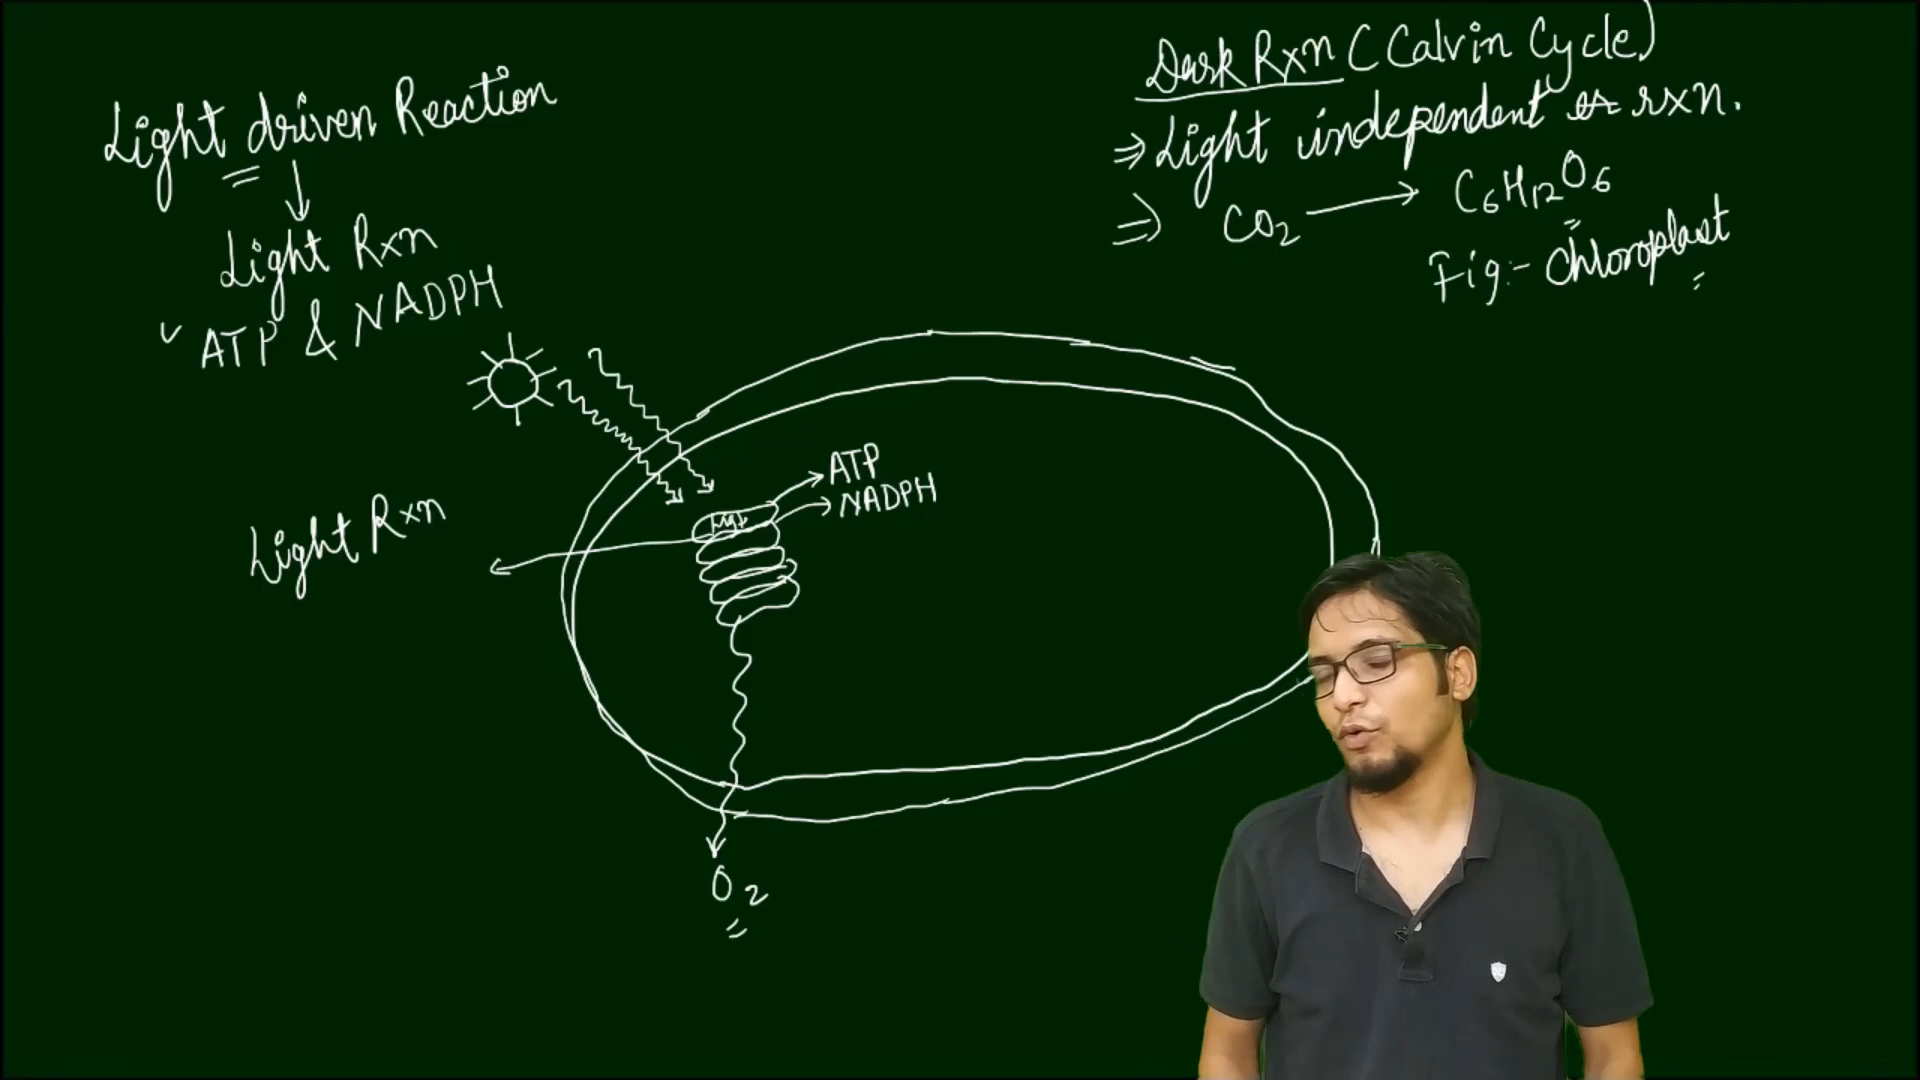 Light driven Reaction
Light Rxn
ATP & NADPH
Dark Rxn (Calvin Cycle)
⇒ Light independent rxn.
⇒ CO2 → C6H12O6
Fig:- Chloroplast
ATP
NADPH
Light Rxn
O2